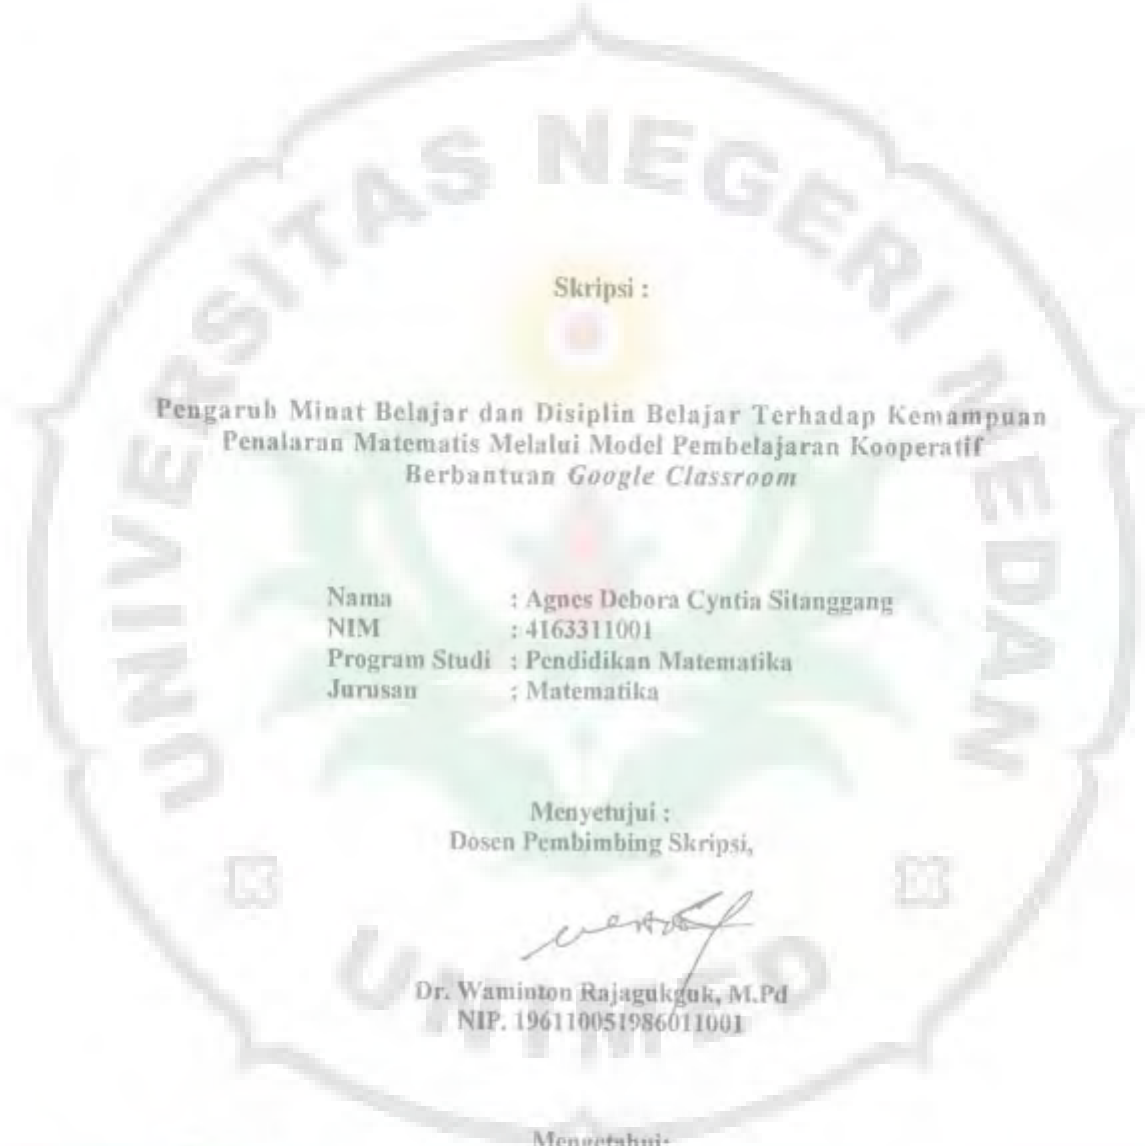 UNIVERSITAS NEGERI MEDAN
Skripsi :
Pengaruh Minat Belajar dan Disiplin Belajar Terhadap Kemampuan
Penalaran Matematis Melalui Model Pembelajaran Kooperatif
Berbantuan Google Classroom
Nama : Agnes Debora Cyntia Sitanggang
NIM : 4163311001
Program Studi : Pendidikan Matematika
Jurusan : Matematika
Menyetujui :
Dosen Pembimbing Skripsi,
Dr. Waminton Rajagukguk, M.Pd
NIP. 196110051986011001
UNIMED
Mengetahui: